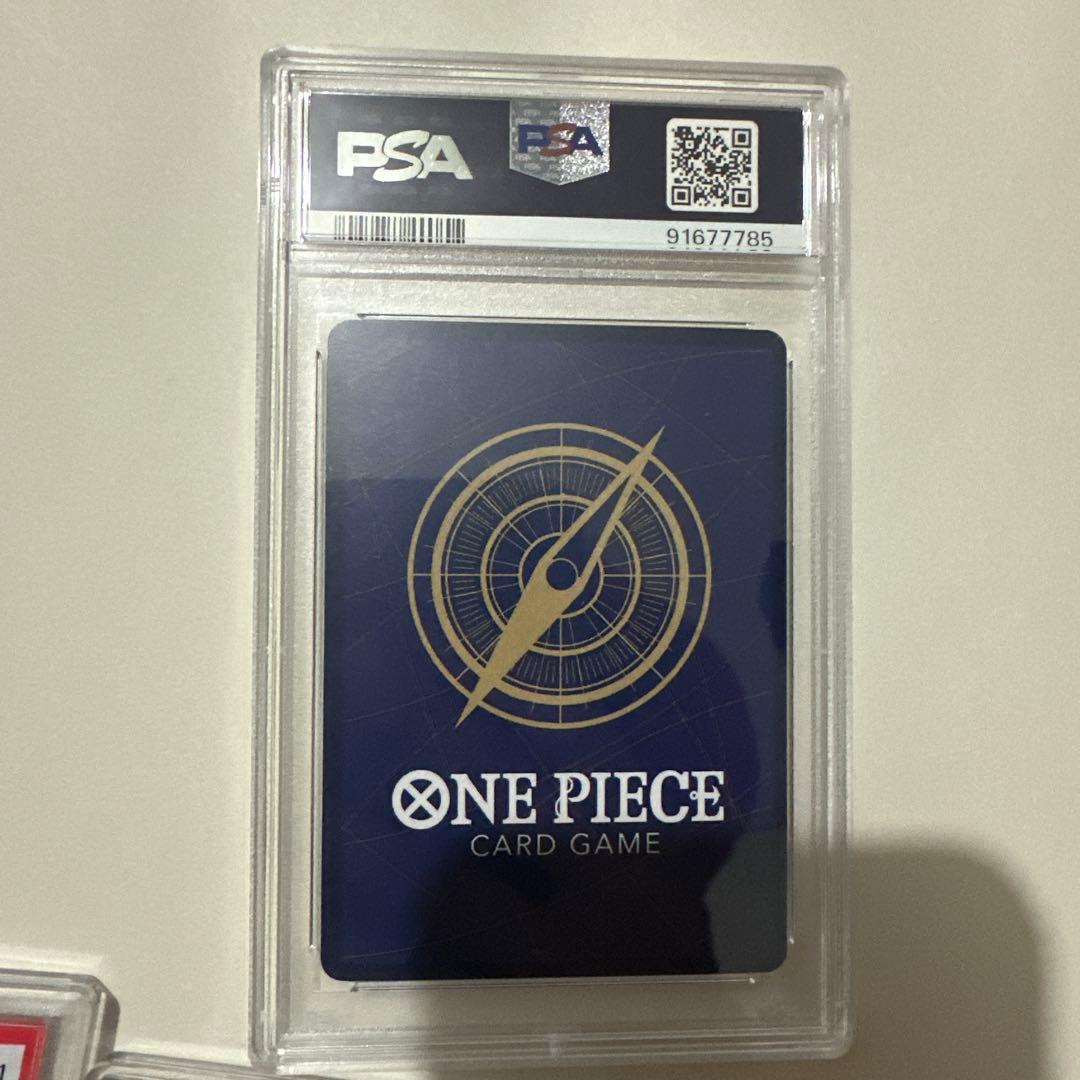 PSA PSA
91677785
ONE PIECE
CARD GAME